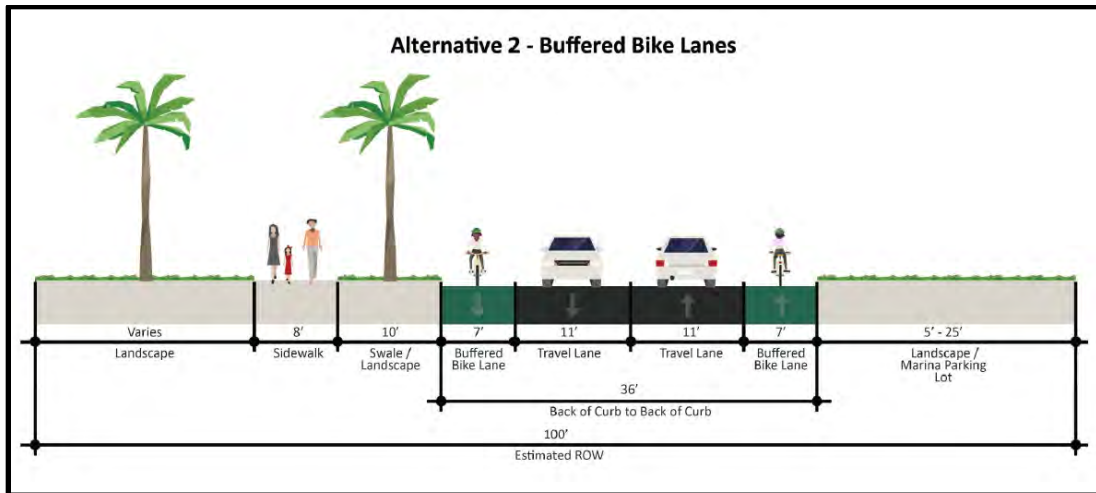 Alternative 2 - Buffered Bike Lanes
Varies
Landscape
8'
Sidewalk
10'
Swale /
Landscape
7'
Buffered
Bike Lane
11'
Travel Lane
11'
Travel Lane
7'
Buffered
Bike Lane
5' - 25'
Landscape /
Marina Parking
Lot
36'
Back of Curb to Back of Curb
100'
Estimated ROW